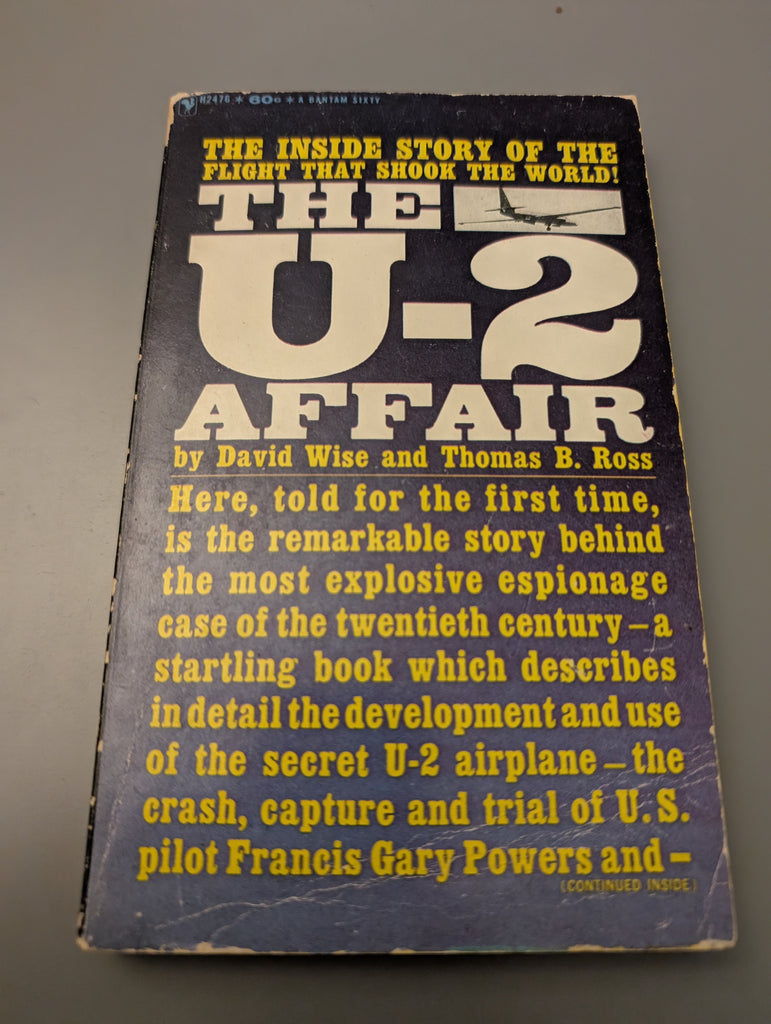 N2476 * 60¢ * A BANTAM SIXTY
THE INSIDE STORY OF THE
FLIGHT THAT SHOOK THE WORLD!
THE
U-2
AFFAIR
by David Wise and Thomas B. Ross
Here, told for the first time,
is the remarkable story behind
the most explosive espionage
case of the twentieth century—a
startling book which describes
in detail the development and use
of the secret U-2 airplane—the
crash, capture and trial of U.S.
pilot Francis Gary Powers and—
(CONTINUED INSIDE)